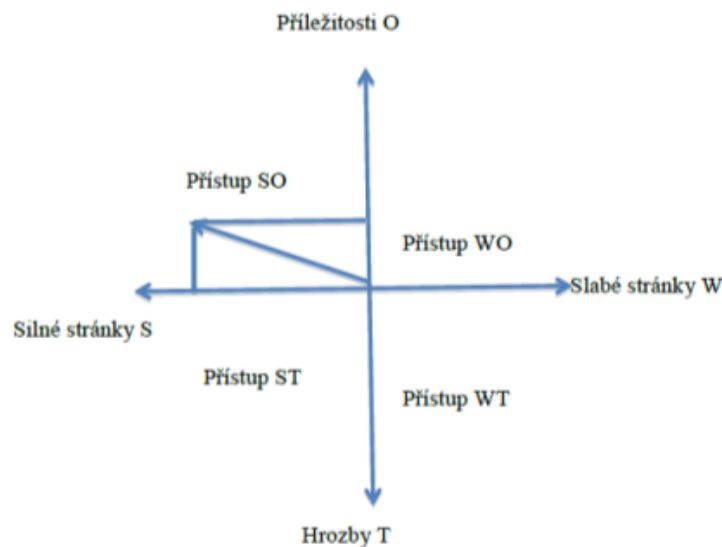 Příležitosti O
Přístup SO
Přístup WO
Slabé stránky W
Silné stránky S
Přístup ST
Přístup WT
Hrozby T